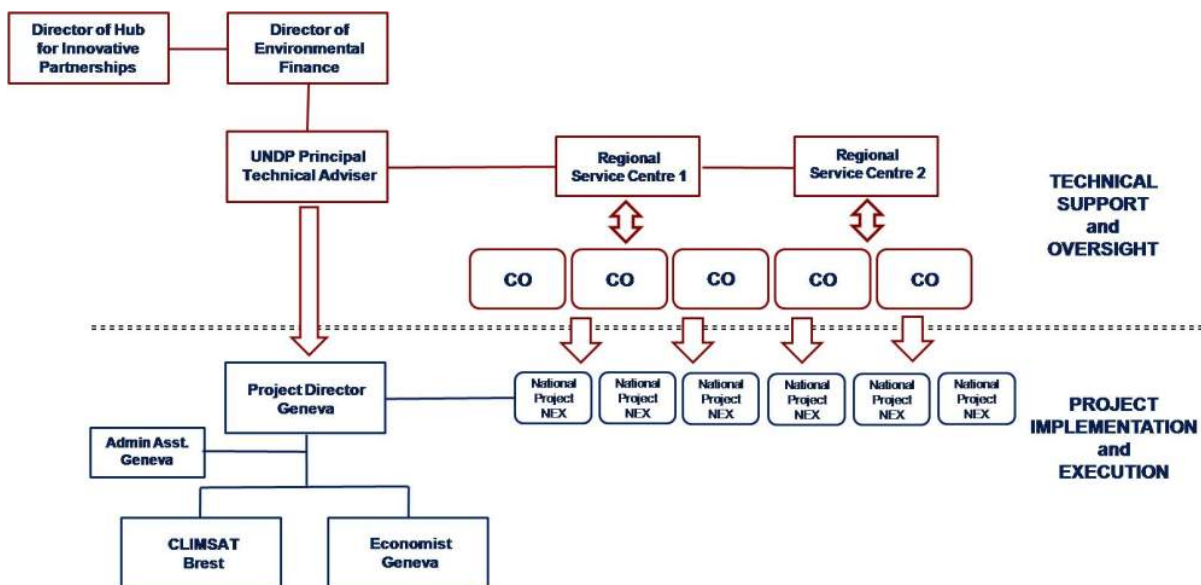 Director of Hub
for Innovative
Partnerships
Director of
Environmental
Finance
UNDP Principal
Technical Adviser
Regional
Service Centre 1
Regional
Service Centre 2
TECHNICAL
SUPPORT
and
OVERSIGHT
CO
CO
CO
CO
CO
Project Director
Geneva
National
Project
NEX
National
Project
NEX
National
Project
NEX
National
Project
NEX
National
Project
NEX
National
Project
NEX
PROJECT
IMPLEMENTATION
and
EXECUTION
Admin Asst.
Geneva
CLIMSAT
Brest
Economist
Geneva